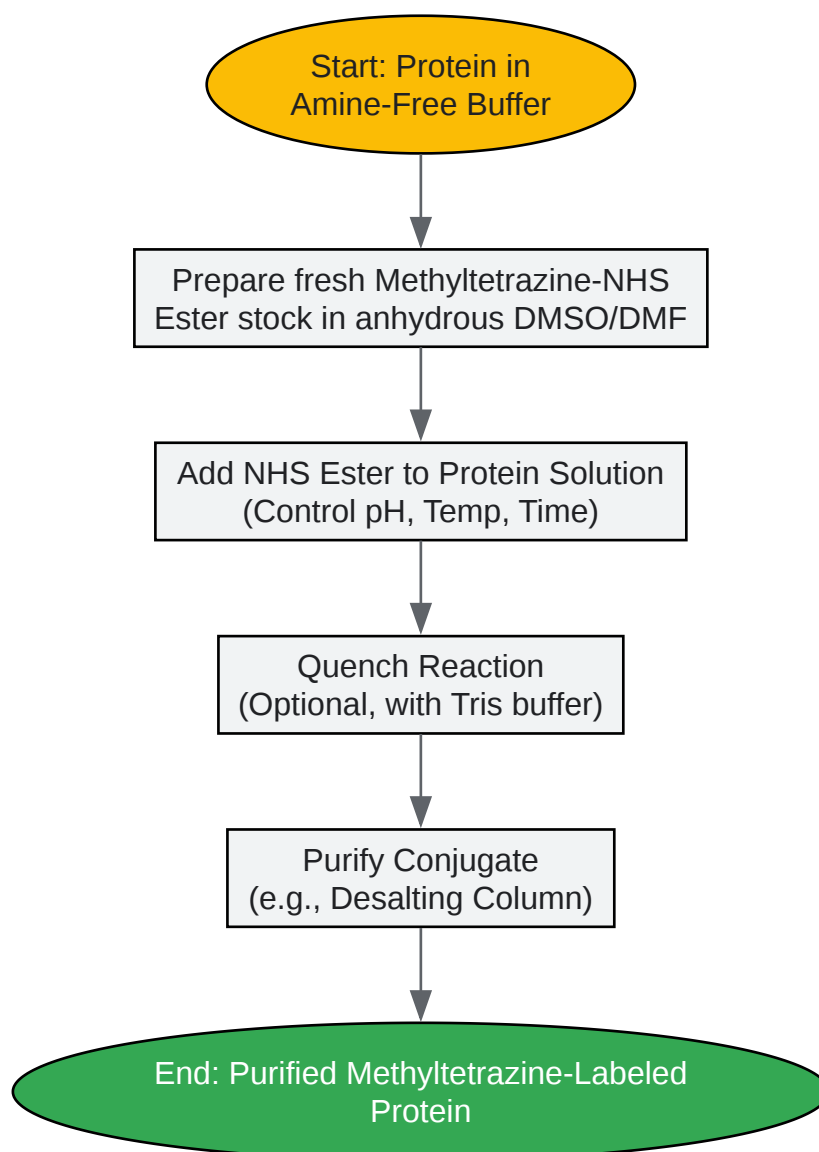 Start: Protein in
Amine-Free Buffer
Prepare fresh Methyltetrazine-NHS
Ester stock in anhydrous DMSO/DMF
Add NHS Ester to Protein Solution
(Control pH, Temp, Time)
Quench Reaction
(Optional, with Tris buffer)
Purify Conjugate
(e.g., Desalting Column)
End: Purified Methyltetrazine-Labeled
Protein